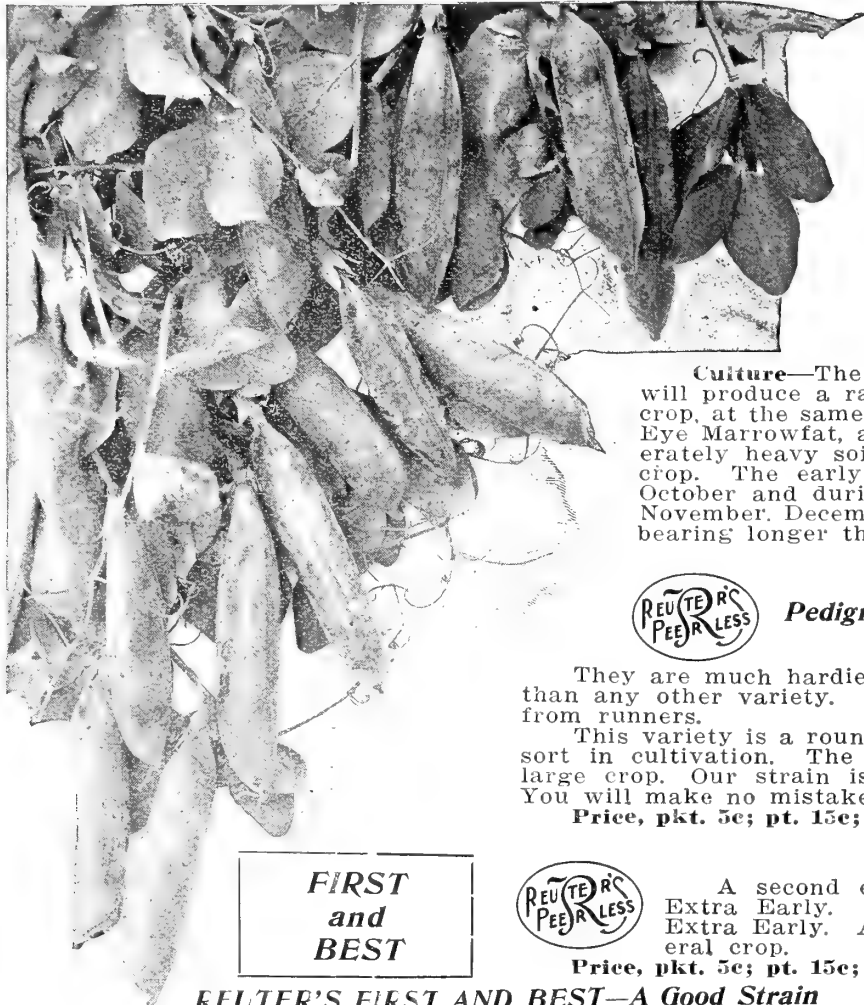 Culture—The
will produce a ra
crop, at the same
Eye Marrowfat, a
erately heavy soi
crop. The early
October and duri
November. Decem
bearing longer th
REUTER'S
PEERLESS
Pedigr
They are much hardie
than any other variety.
from runners.
This variety is a roun
sort in cultivation. The
large crop. Our strain is
You will make no mistake
Price, pkt. 5c; pt. 15c;
FIRST
and
BEST
REUTER'S
PEERLESS
A second e
Extra Early.
Extra Early. A
eral crop.
Price, pkt. 5c; pt. 15c;
REUTER'S FIRST AND BEST—A Good Strain